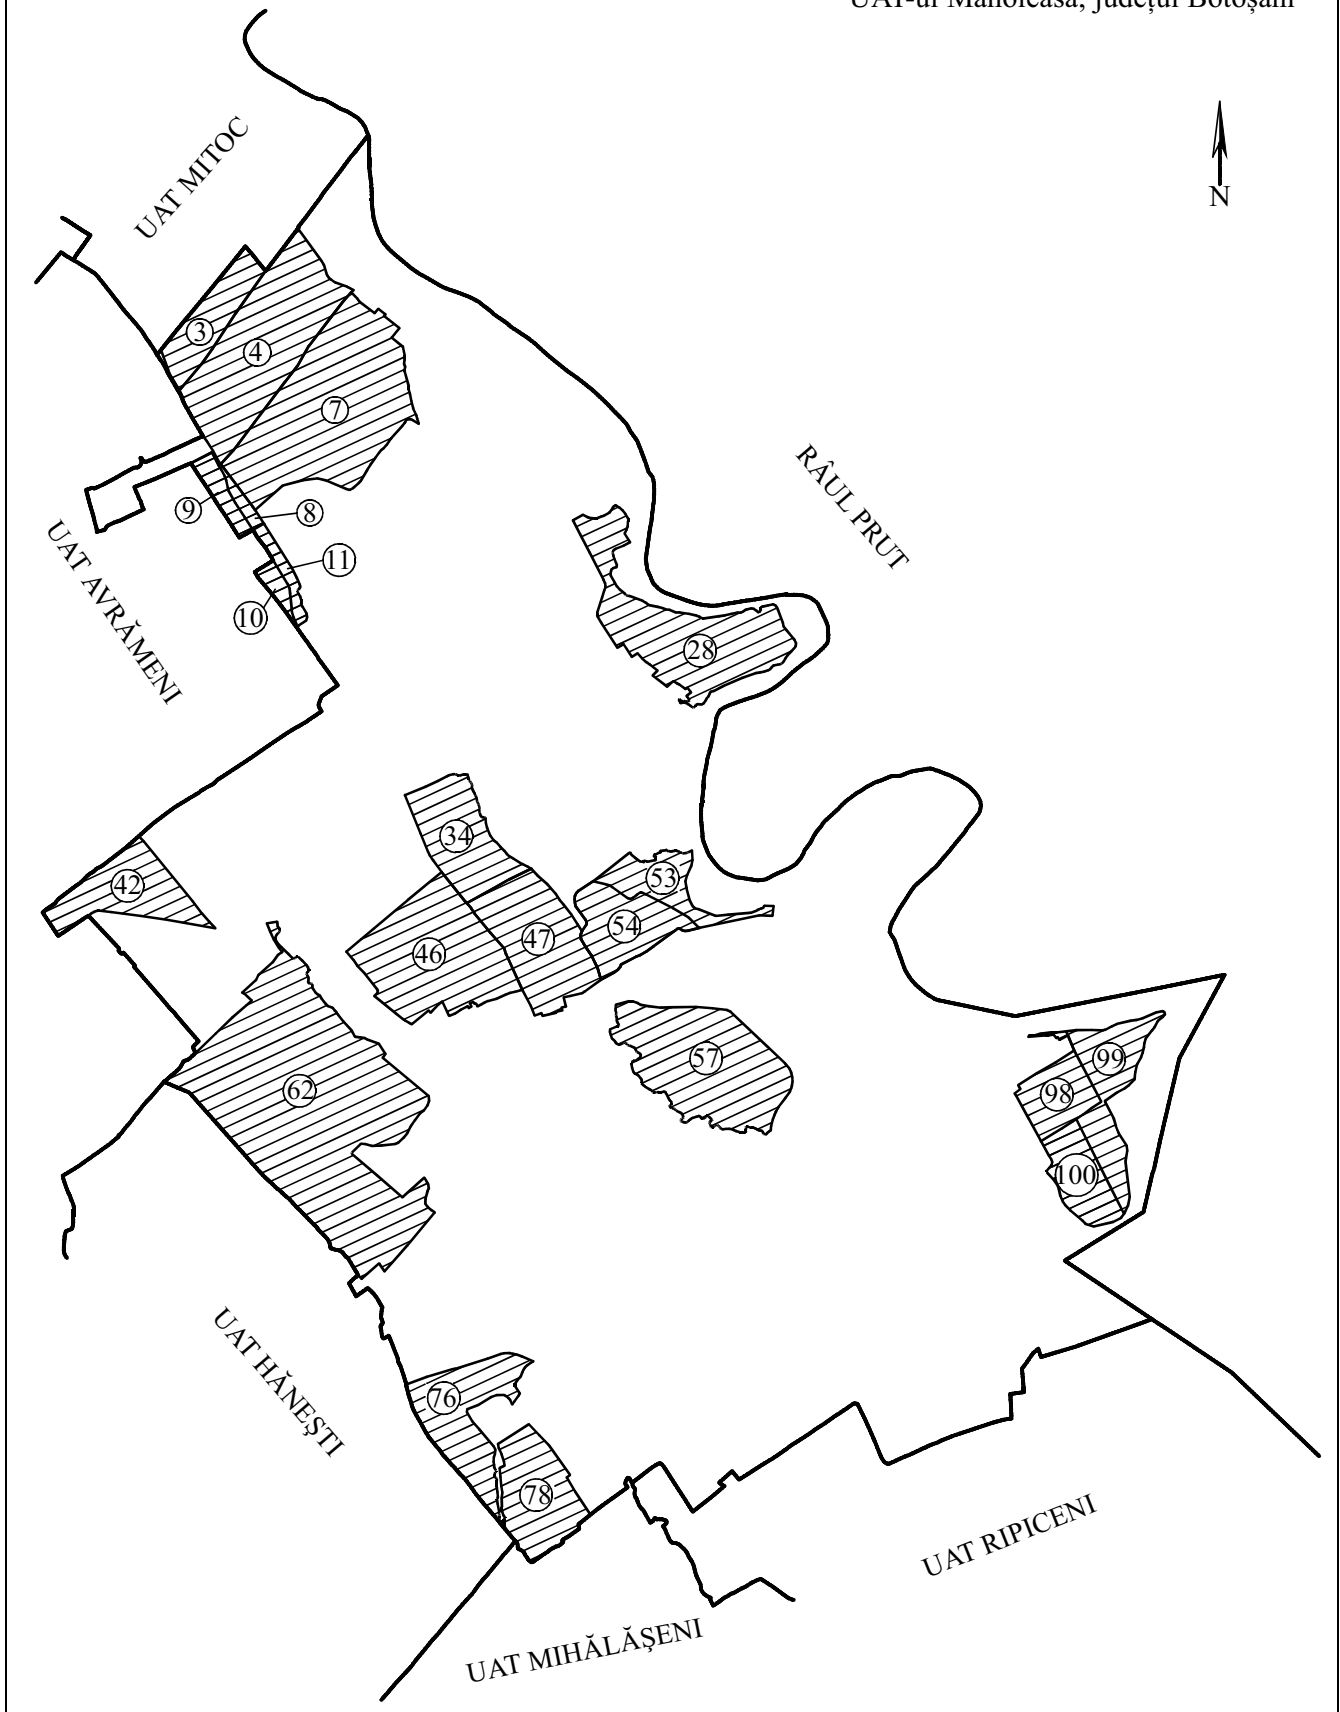 UAT-ul Manoleasa, județul Botoșani
UAT MITOC
N
3
4
7
RÂUL PRUT
9
8
UAT AVRĂMENI
11
10
28
34
42
53
54
46
47
57
99
62
98
100
UAT HĂNEŞTI
76
78
UAT RIPICENI
UAT MIHĂLĂŞENI